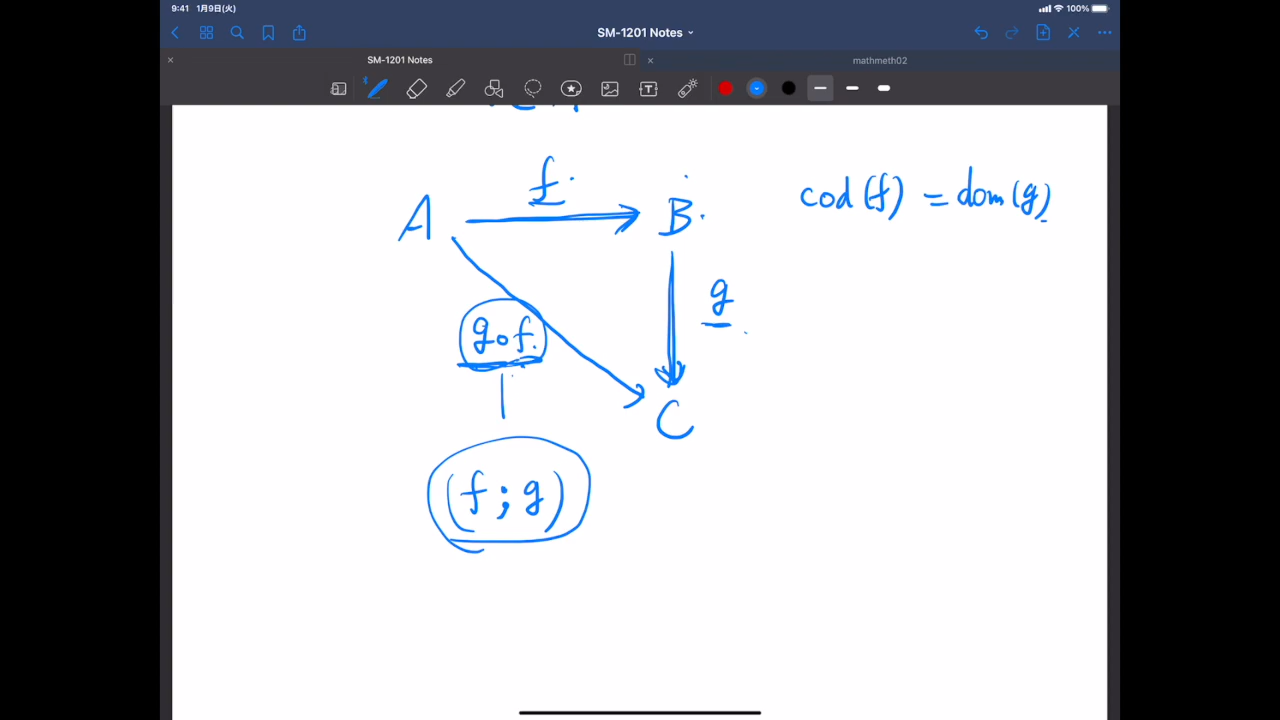 9:41 1月9日(火) 100%
SM-1201 Notes
SM-1201 Notes mathmeth02
A f B cod(f) = dom(g)
g
g∘f
C
(f ; g)